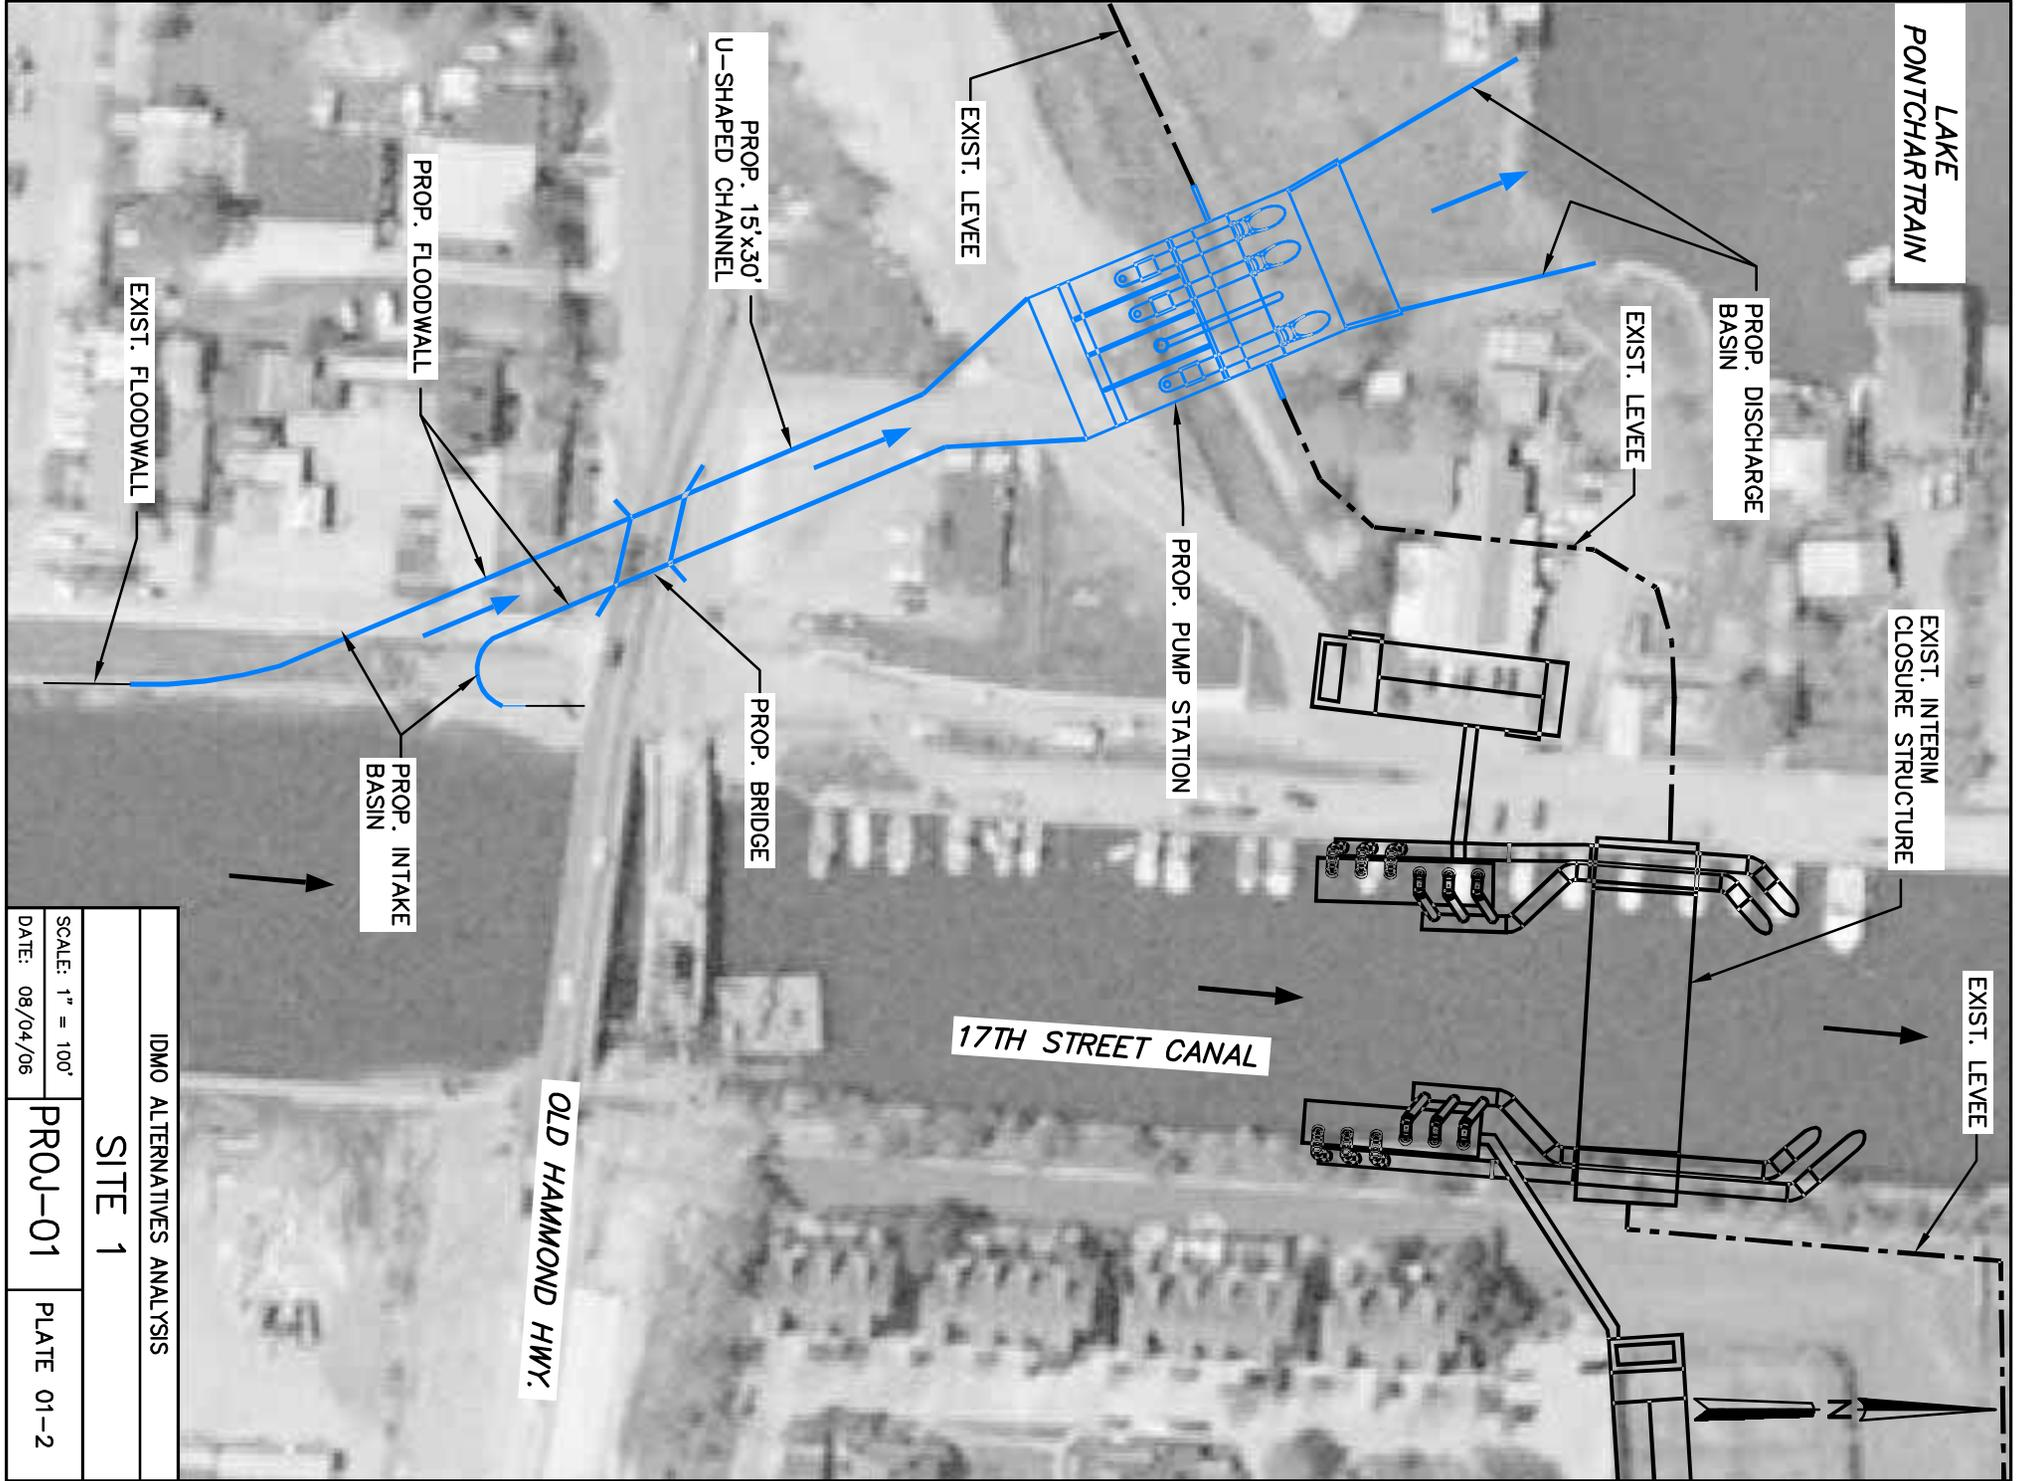 LAKE
PONTCHARTRAIN
PROP. DISCHARGE
BASIN
EXIST. LEVEE
EXIST. INTERIM
CLOSURE STRUCTURE
EXIST. LEVEE
N
EXIST. LEVEE
PROP. PUMP STATION
17TH STREET CANAL
PROP. 15'x30'
U-SHAPED CHANNEL
PROP. BRIDGE
OLD HAMMOND HWY.
PROP. FLOODWALL
PROP. INTAKE
BASIN
EXIST. FLOODWALL
IDMO ALTERNATIVES ANALYSIS
SITE 1
SCALE: 1" = 100'
DATE: 08/04/06
PROJ-01
PLATE 01-2